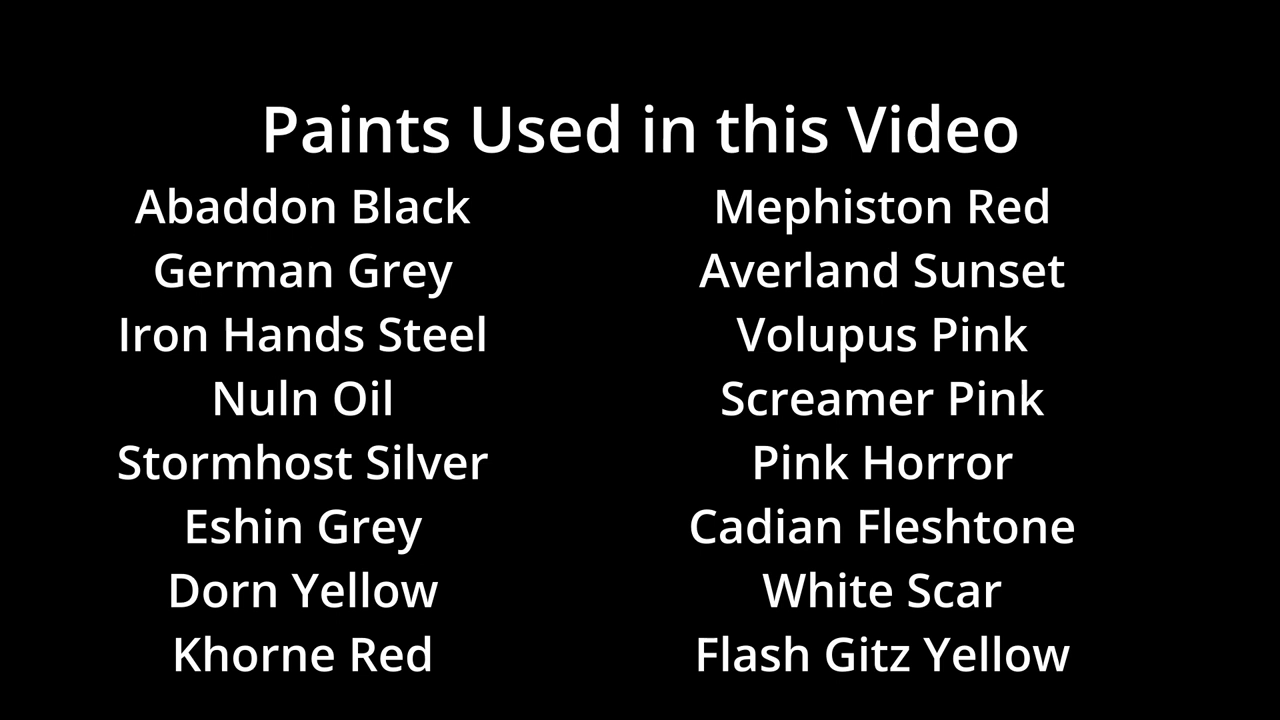 Paints Used in this Video
Abaddon Black
German Grey
Iron Hands Steel
Nuln Oil
Stormhost Silver
Eshin Grey
Dorn Yellow
Khorne Red
Mephiston Red
Averland Sunset
Volupus Pink
Screamer Pink
Pink Horror
Cadian Fleshtone
White Scar
Flash Gitz Yellow